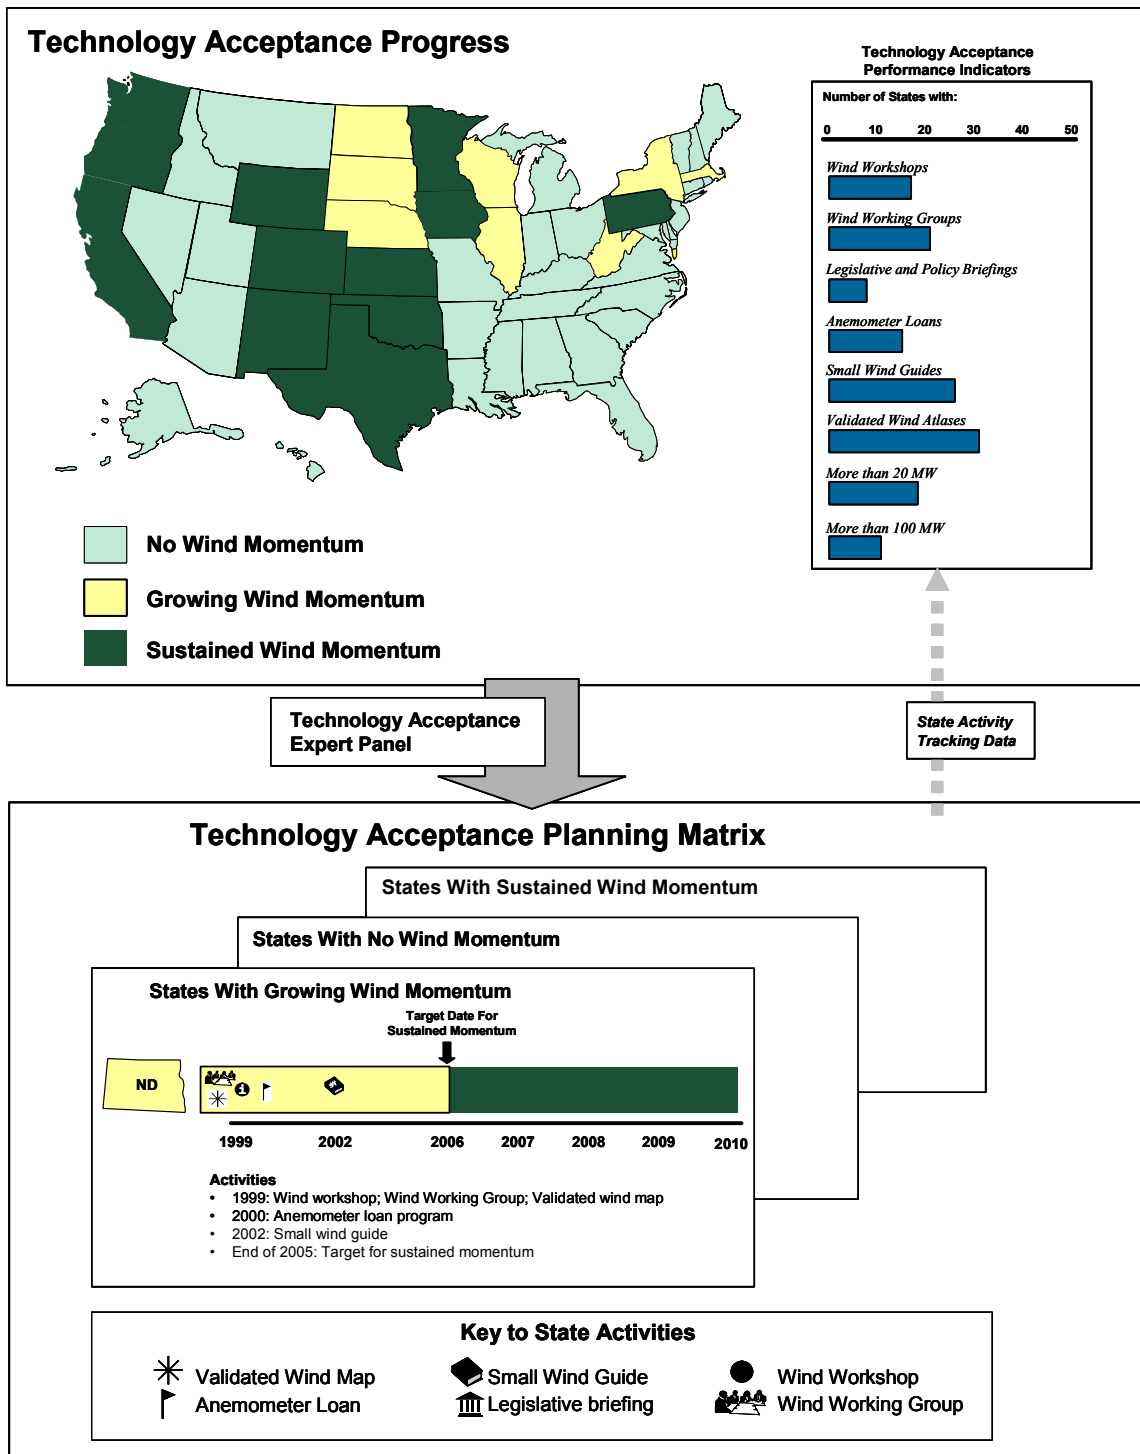 Technology Acceptance Progress
Technology Acceptance
Performance Indicators
Number of States with:
0 10 20 30 40 50
Wind Workshops
Wind Working Groups
Legislative and Policy Briefings
Anemometer Loans
Small Wind Guides
Validated Wind Atlases
More than 20 MW
More than 100 MW
No Wind Momentum
Growing Wind Momentum
Sustained Wind Momentum
Technology Acceptance
Expert Panel
State Activity
Tracking Data
Technology Acceptance Planning Matrix
States With Sustained Wind Momentum
States With No Wind Momentum
States With Growing Wind Momentum
Target Date For
Sustained Momentum
ND
1
1999 2002 2006 2007 2008 2009 2010
Activities
• 1999: Wind workshop; Wind Working Group; Validated wind map
• 2000: Anemometer loan program
• 2002: Small wind guide
• End of 2005: Target for sustained momentum
Key to State Activities
Validated Wind Map
Small Wind Guide
Wind Workshop
Anemometer Loan
Legislative briefing
Wind Working Group